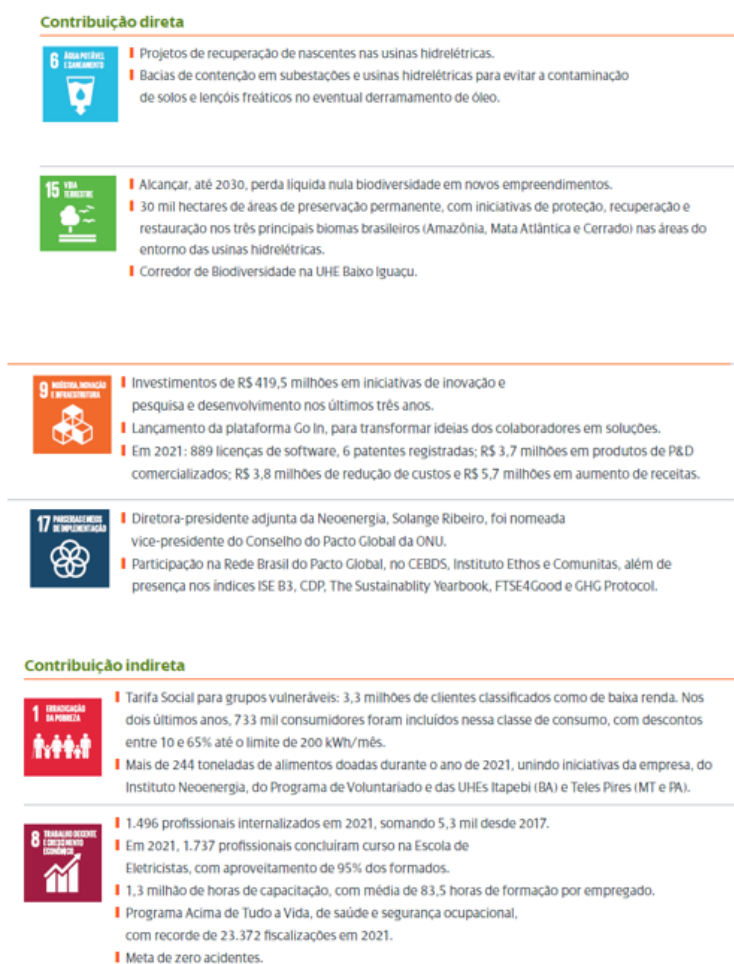 Contribuição direta
6 ÁGUA POTÁVEL
E SANEAMENTO
Projetos de recuperação de nascentes nas usinas hidrelétricas.
Bacias de contenção em subestações e usinas hidrelétricas para evitar a contaminação
de solos e lençóis freáticos no eventual derramamento de óleo.
15 VIDA
TERRESTRE
Alcançar, até 2030, perda líquida nula biodiversidade em novos empreendimentos.
30 mil hectares de áreas de preservação permanente, com iniciativas de proteção, recuperação e
restauração nos três principais biomas brasileiros (Amazônia, Mata Atlântica e Cerrado) nas áreas do
entorno das usinas hidrelétricas.
Corredor de Biodiversidade na UHE Baixo Iguaçu.
9 INDÚSTRIA, INOVAÇÃO
E INFRAESTRUTURA
Investimentos de R$ 419,5 milhões em iniciativas de inovação e
pesquisa e desenvolvimento nos últimos três anos.
Lançamento da plataforma Go In, para transformar ideias dos colaboradores em soluções.
Em 2021: 889 licenças de software, 6 patentes registradas; R$ 3,7 milhões em produtos de P&D
comercializados; R$ 3,8 milhões de redução de custos e R$ 5,7 milhões em aumento de receitas.
17 PARCERIAS E MEIOS
DE IMPLEMENTAÇÃO
Diretora-presidente adjunta da Neoenergia, Solange Ribeiro, foi nomeada
vice-presidente do Conselho do Pacto Global da ONU.
Participação na Rede Brasil do Pacto Global, no CEBDS, Instituto Ethos e Comunitas, além de
presença nos índices ISE B3, CDP, The Sustainablity Yearbook, FTSE4Good e GHG Protocol.
Contribuição indireta
1 ERRADICAÇÃO
DA POBREZA
Tarifa Social para grupos vulneráveis: 3,3 milhões de clientes classificados como de baixa renda. Nos
dois últimos anos, 733 mil consumidores foram incluídos nessa classe de consumo, com descontos
entre 10 e 65% até o limite de 200 kWh/mês.
Mais de 244 toneladas de alimentos doadas durante o ano de 2021, unindo iniciativas da empresa, do
Instituto Neoenergia, do Programa de Voluntariado e das UHEs Itapebi (BA) e Teles Pires (MT e PA).
8 TRABALHO DECENTE
E CRESCIMENTO
ECONÔMICO
1.496 profissionais internalizados em 2021, somando 5,3 mil desde 2017.
Em 2021, 1.737 profissionais concluíram curso na Escola de
Eletricistas, com aproveitamento de 95% dos formados.
1,3 milhão de horas de capacitação, com média de 83,5 horas de formação por empregado.
Programa Acima de Tudo a Vida, de saúde e segurança ocupacional,
com recorde de 23.372 fiscalizações em 2021.
Meta de zero acidentes.